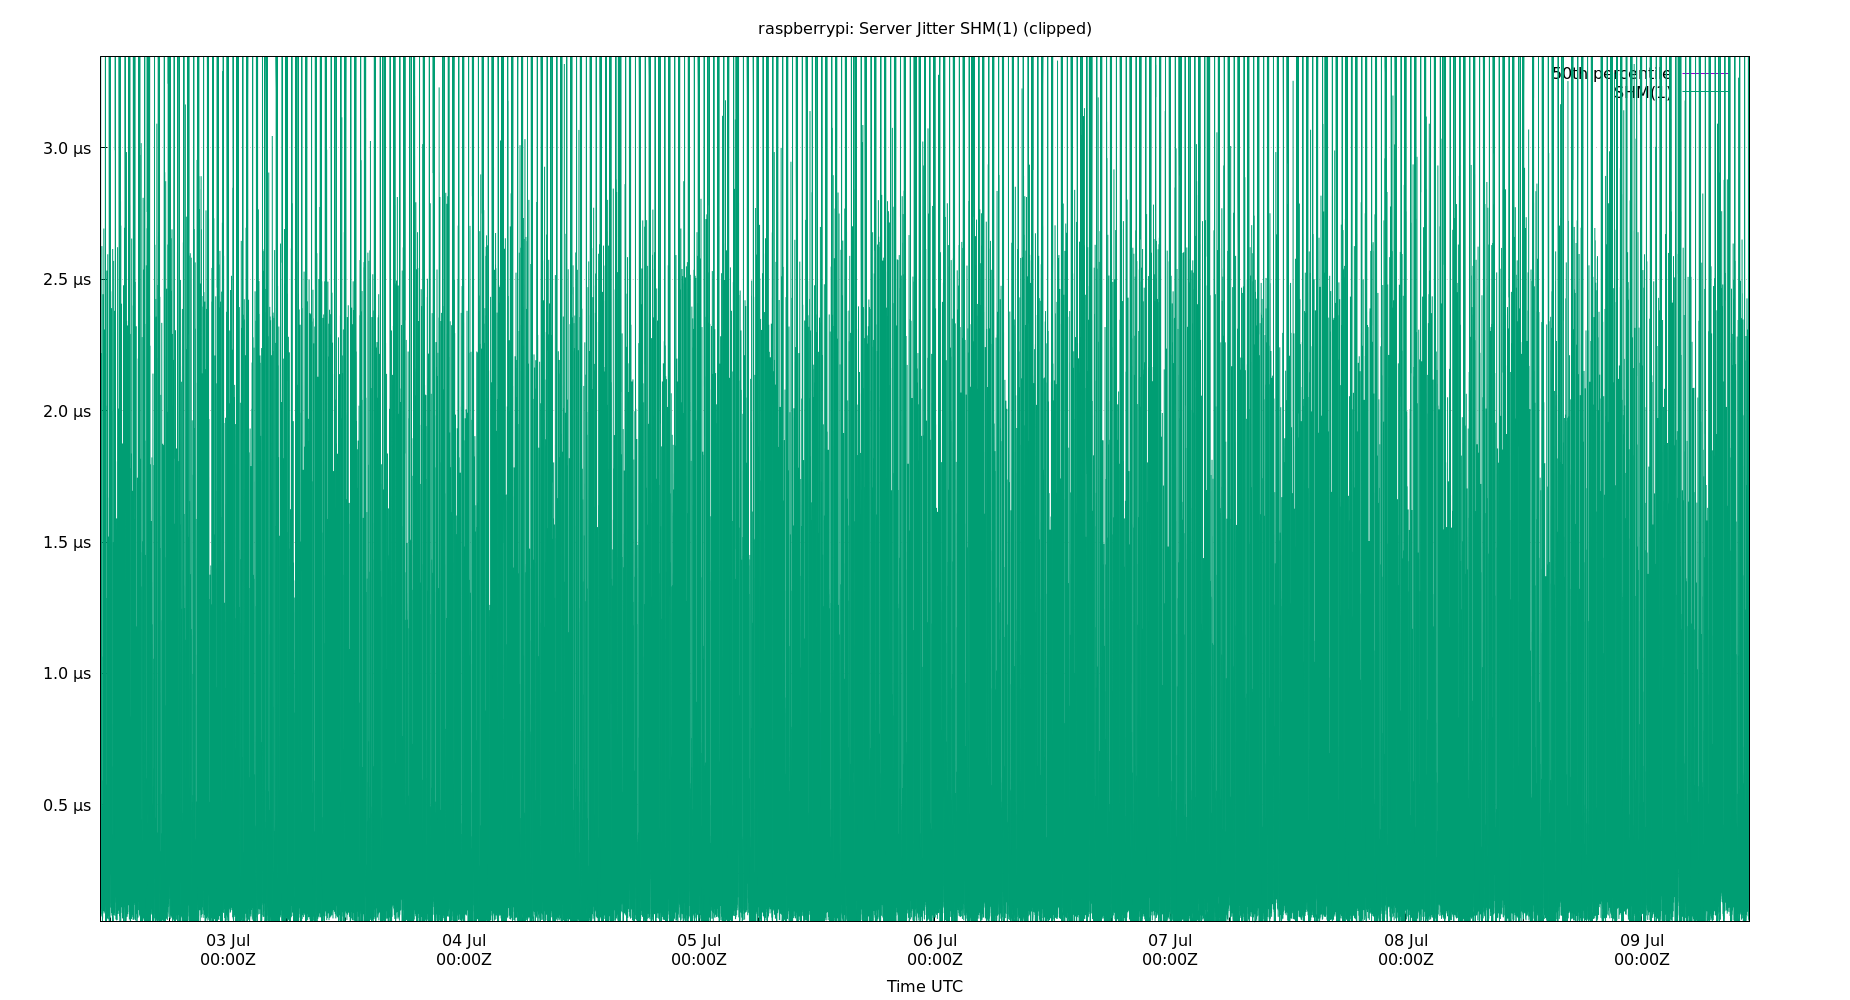 raspberrypi: Server Jitter SHM(1) (clipped)
50th percentile
SHM(1)
3.0 μs
2.5 μs
2.0 μs
1.5 μs
1.0 μs
0.5 μs
03 Jul 04 Jul 05 Jul 06 Jul 07 Jul 08 Jul 09 Jul
00:00Z 00:00Z 00:00Z 00:00Z 00:00Z 00:00Z 00:00Z
Time UTC